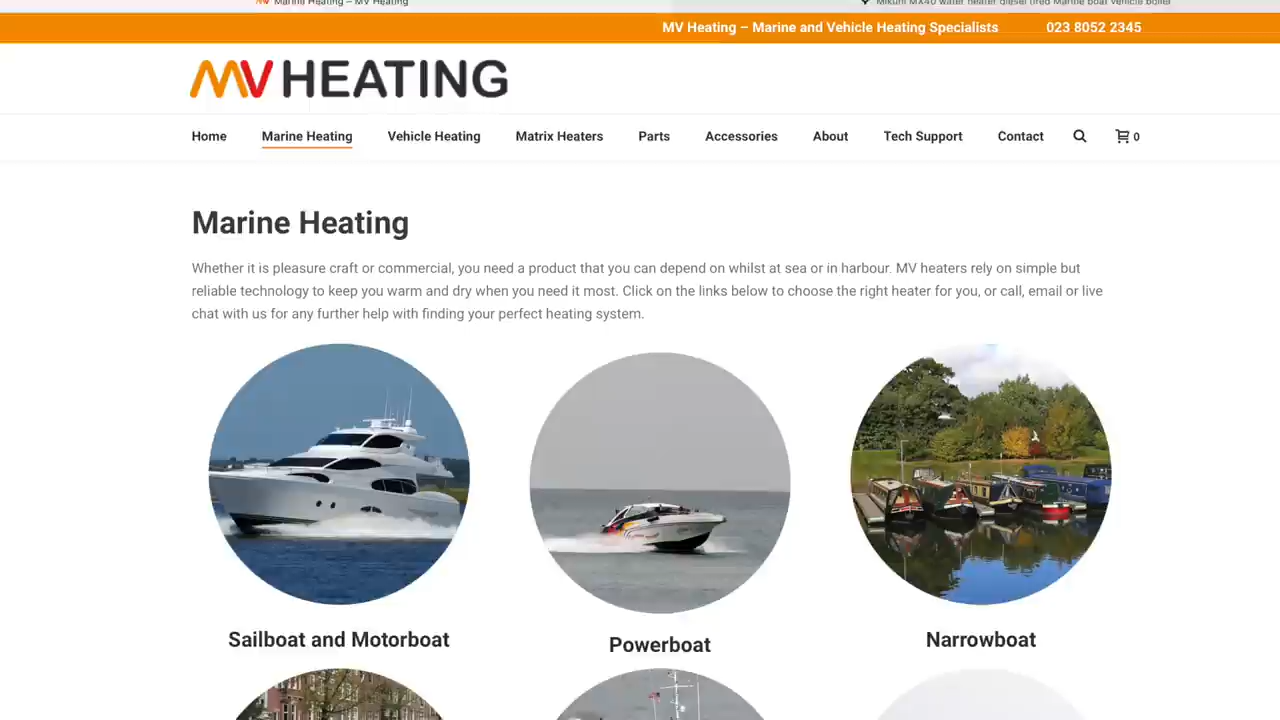 Marine Heating – MV Heating
Mikuni MX40 water heater diesel fired Marine boat vehicle boiler
MV Heating – Marine and Vehicle Heating Specialists
023 8052 2345
MV HEATING
Home Marine Heating Vehicle Heating Matrix Heaters Parts Accessories About Tech Support Contact 0
Marine Heating
Whether it is pleasure craft or commercial, you need a product that you can depend on whilst at sea or in harbour. MV heaters rely on simple but
reliable technology to keep you warm and dry when you need it most. Click on the links below to choose the right heater for you, or call, email or live
chat with us for any further help with finding your perfect heating system.
Sailboat and Motorboat
Powerboat
Narrowboat